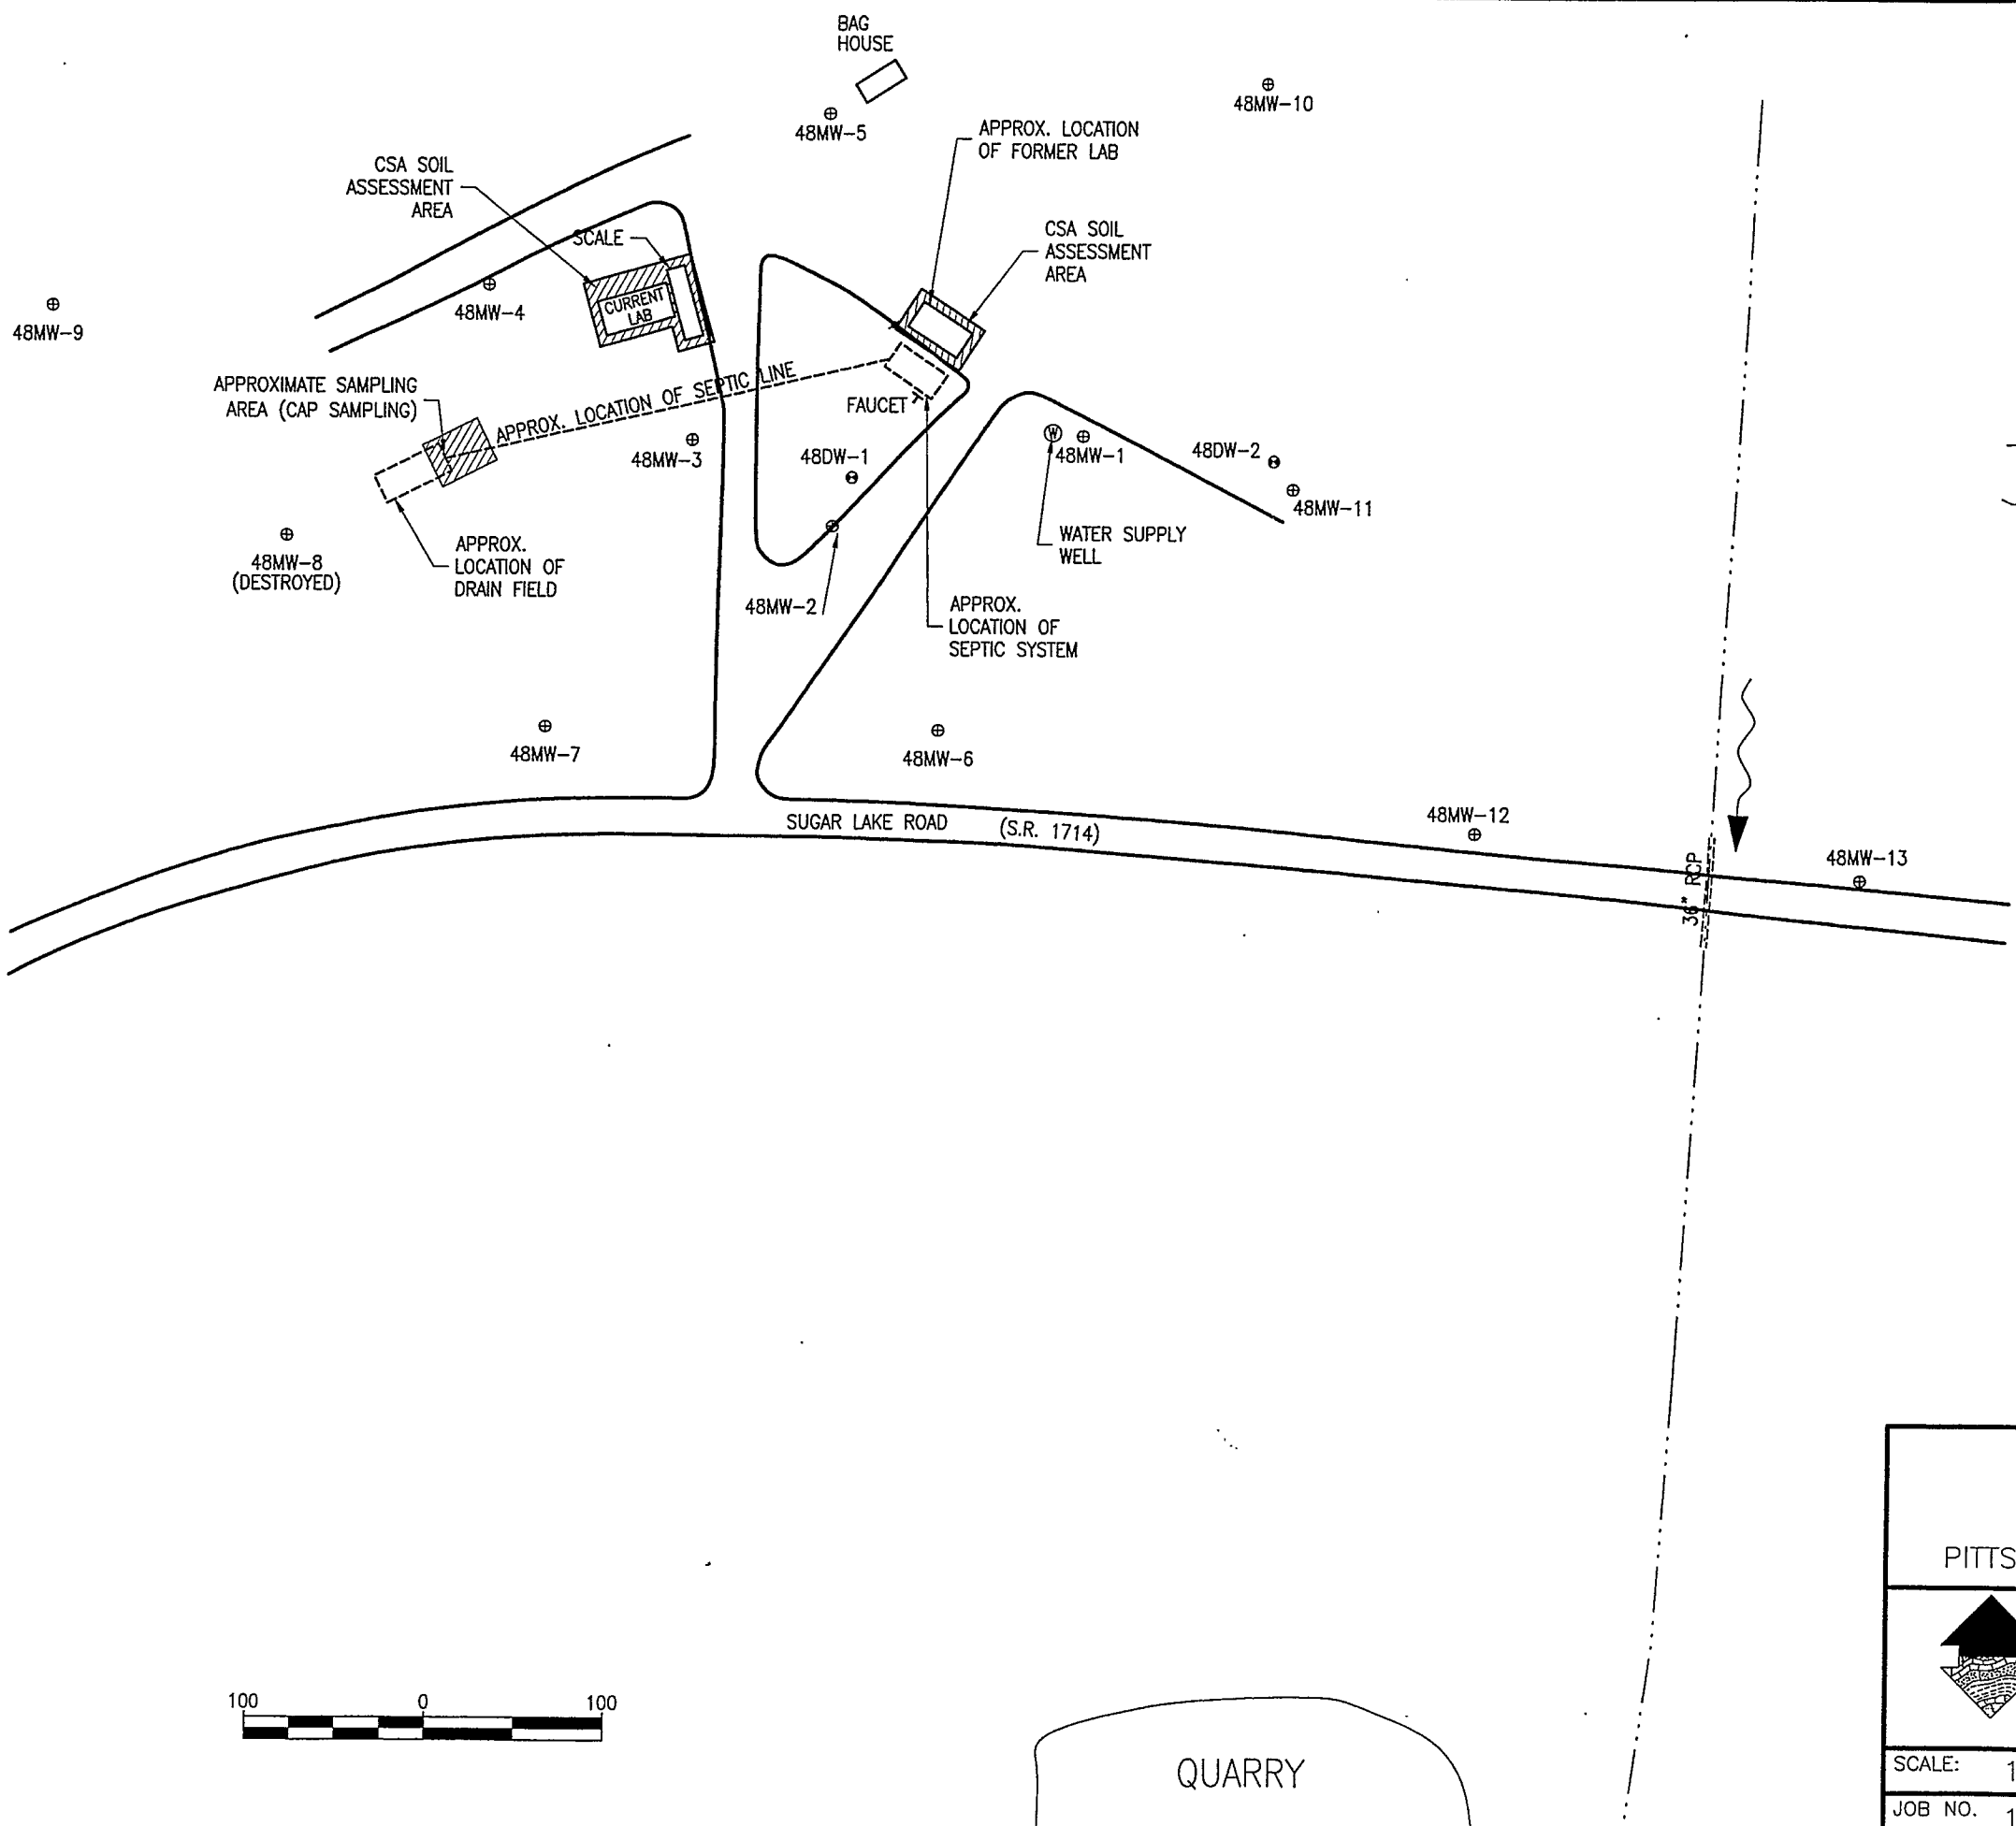 BAG
HOUSE
48MW-5
48MW-10
APPROX. LOCATION
OF FORMER LAB
CSA SOIL
ASSESSMENT
AREA
SCALE
CSA SOIL
ASSESSMENT
AREA
48MW-9
48MW-4
CURRENT
LAB
APPROXIMATE SAMPLING
AREA (CAP SAMPLING)
APPROX. LOCATION OF SEPTIC LINE
FAUCET
48MW-3
48DW-1
W
48MW-1
48DW-2
48MW-11
48MW-8
(DESTROYED)
APPROX.
LOCATION OF
DRAIN FIELD
WATER SUPPLY
WELL
48MW-2
APPROX.
LOCATION OF
SEPTIC SYSTEM
48MW-7
48MW-6
SUGAR LAKE ROAD (S.R. 1714)
48MW-12
36" RCP
48MW-13
PITTS
100 0 100
QUARRY
SCALE: 1
JOB NO. 1